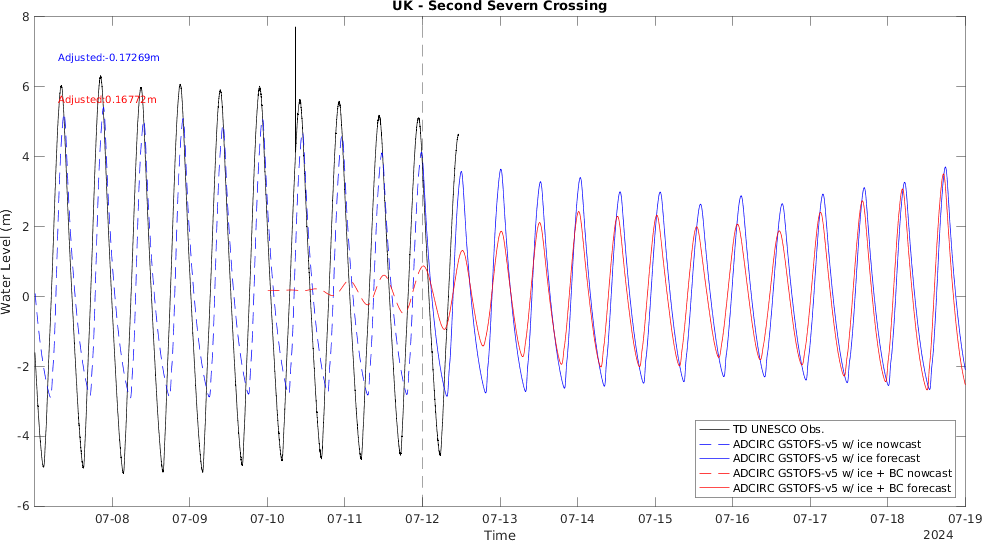 UK - Second Severn Crossing
8
Adjusted:-0.17269m
6
Adjusted:0.16772m
4
2
0
-2
-4
-6
Water Level (m)
TD UNESCO Obs.
ADCIRC GSTOFS-v5 w/ ice nowcast
ADCIRC GSTOFS-v5 w/ ice forecast
ADCIRC GSTOFS-v5 w/ ice + BC nowcast
ADCIRC GSTOFS-v5 w/ ice + BC forecast
07-08 07-09 07-10 07-11 07-12 07-13 07-14 07-15 07-16 07-17 07-18 07-19
Time
2024